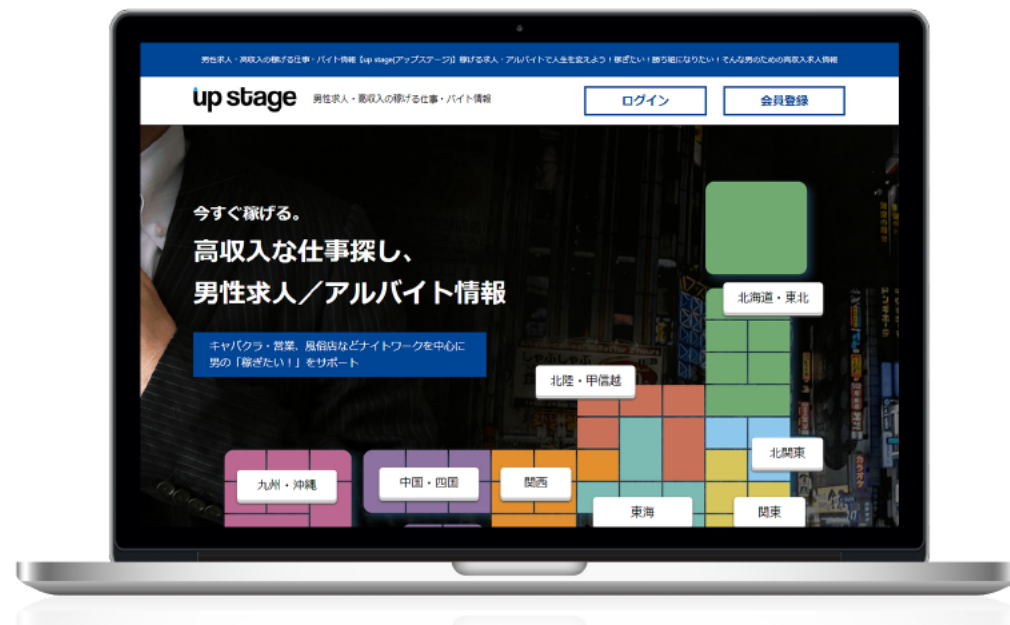 男性求人・高収入の稼げる仕事・バイト情報【up stage(アップステージ)】稼げる求人・アルバイトで人生を変えよう！稼ぎたい！勝ち組になりたい！そんな男のための高収入求人情報
up stage 男性求人・高収入の稼げる仕事・バイト情報 ログイン 会員登録
今すぐ稼げる。
高収入な仕事探し、
男性求人／アルバイト情報
キャバクラ・営業、風俗店などナイトワークを中心に
男の「稼ぎたい！」をサポート
北海道・東北
北陸・甲信越
北関東
九州・沖縄 中国・四国 関西
東海 関東